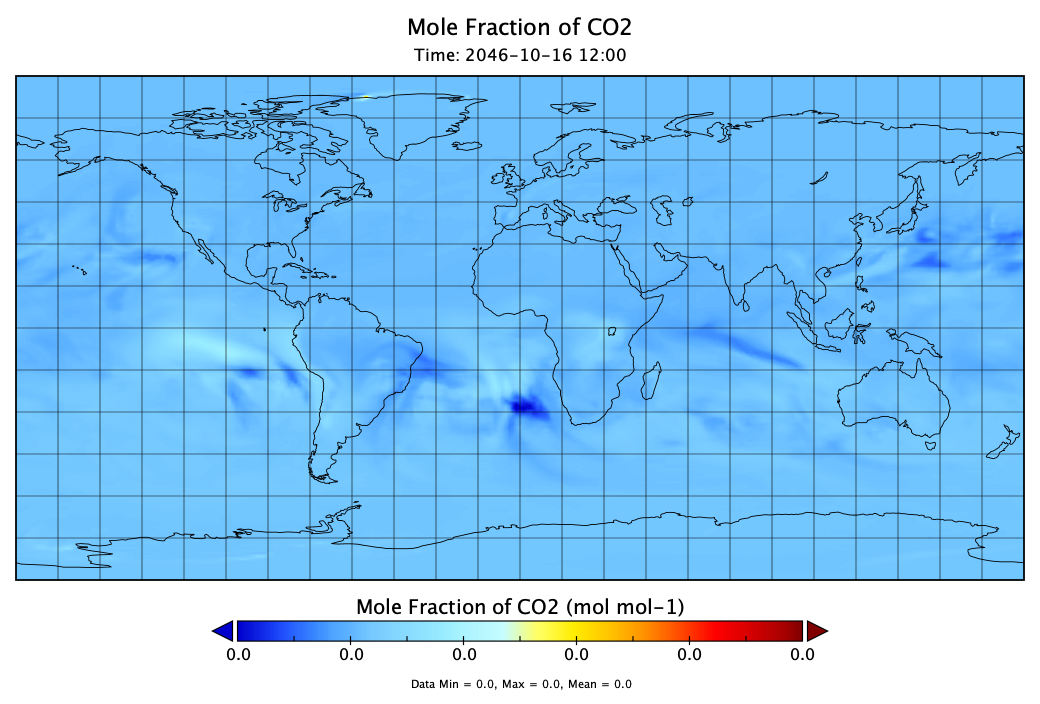 Mole Fraction of CO2
Time: 2046-10-16 12:00
Mole Fraction of CO2 (mol mol-1)
0.0 0.0 0.0 0.0 0.0 0.0
Data Min = 0.0, Max = 0.0, Mean = 0.0